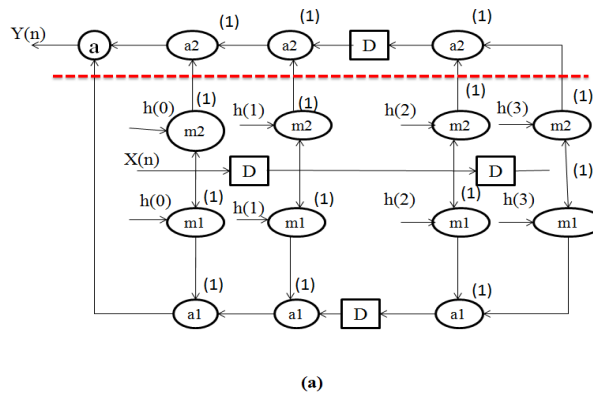 (1) (1) (1)
Y(n) a a2 a2 D a2
h(0) (1) h(1) (1) h(2) (1) h(3) (1)
m2 m2 m2 m2
X(n) D D
h(0) (1) h(1) (1) h(2) (1) h(3) (1)
m1 m1 m1 m1
(1) (1) (1)
a1 a1 D a1
(a)